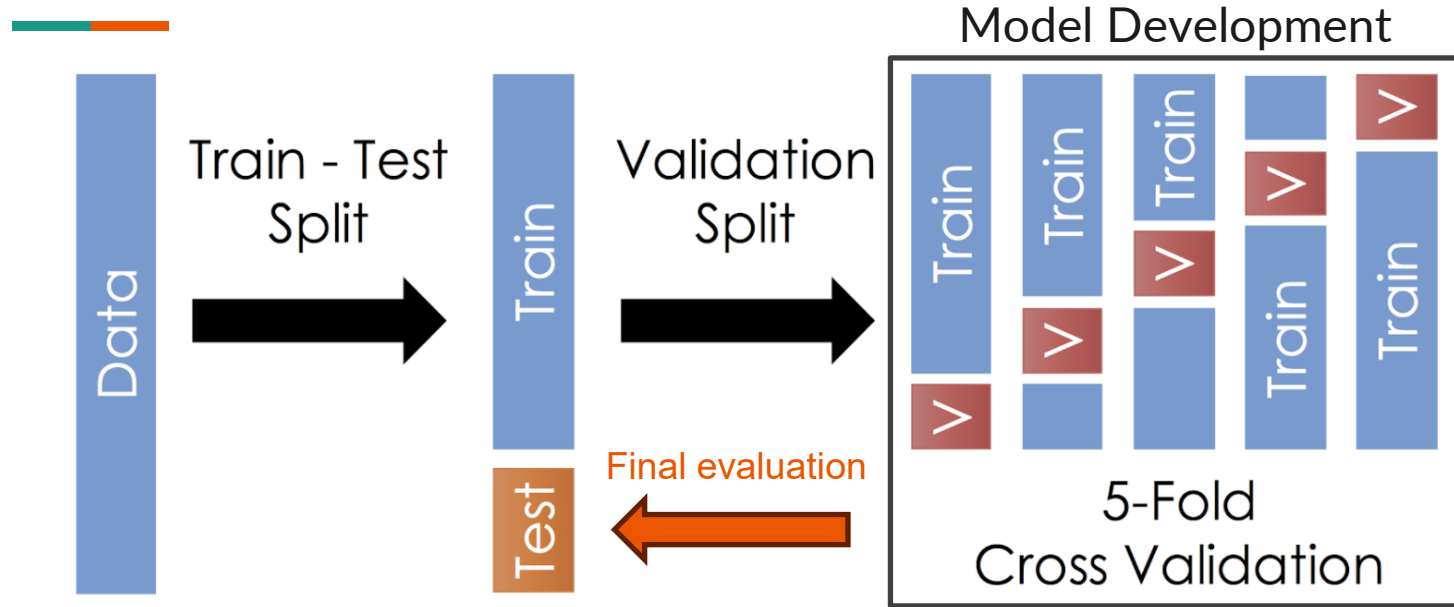 Model Development
Data
Train - Test
Split
Train
Test
Validation
Split
Final evaluation
Train
V
Train
V
Train
V
V
Train
V
Train
5-Fold
Cross Validation